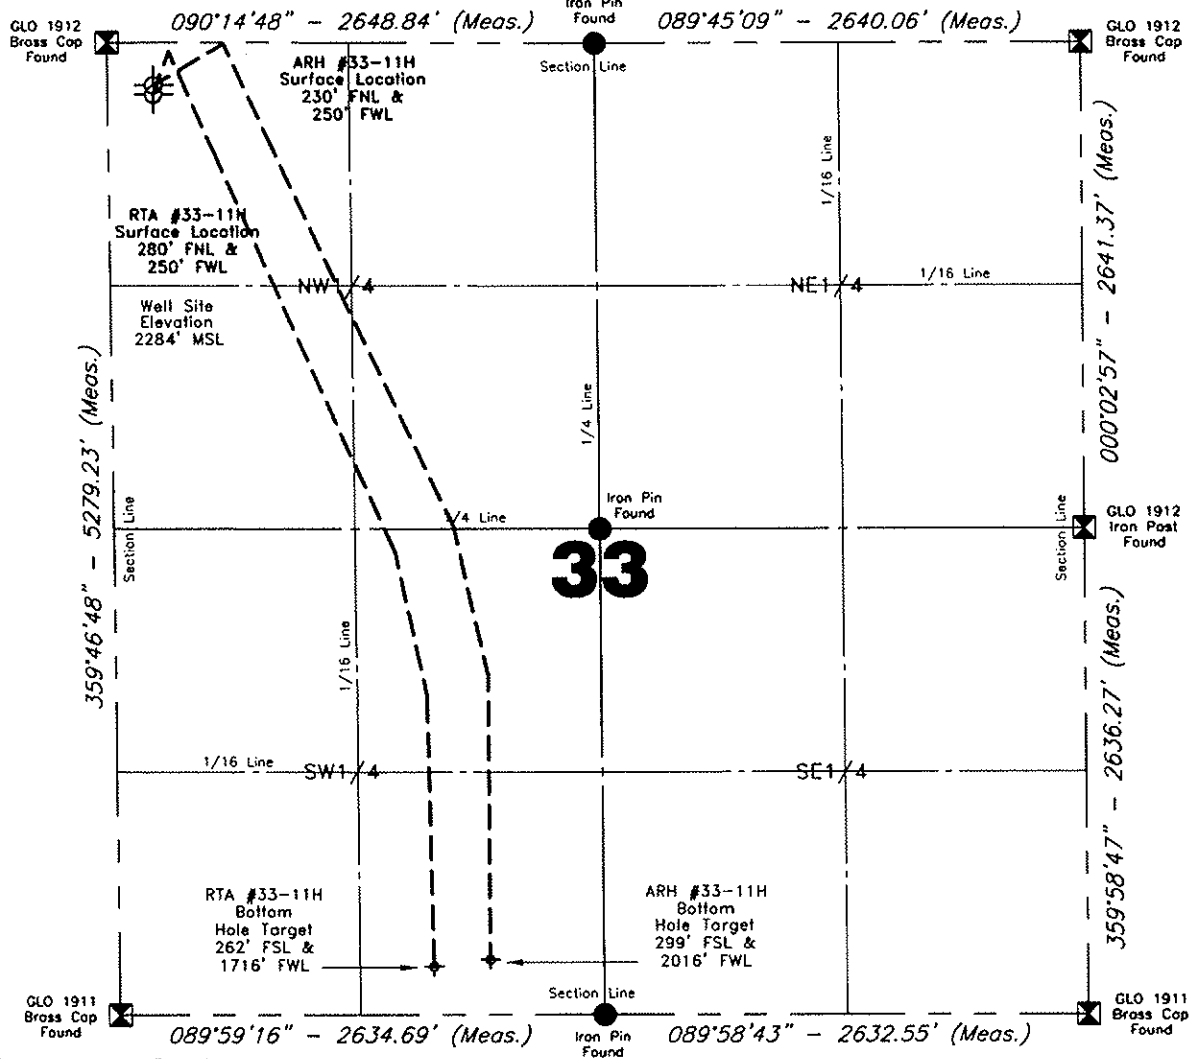 Iron Pin
Found
090°14'48" - 2648.84' (Meas.)
089°45'09" - 2640.06' (Meas.)
GLO 1912
Brass Cap
Found
GLO 1912
Brass Cap
Found
Section Line
A
ARH #33-11H
Surface Location
230' FNL &
250' FWL
1/16 Line
000°02'57" - 2641.37' (Meas.)
RTA #33-11H
Surface Location
280' FNL &
250' FWL
NW1/4
NE1/4
1/16 Line
Well Site
Elevation
2284' MSL
359°46'48" - 5279.23' (Meas.)
1/4 Line
Section Line
1/4 Line
Iron Pin
Found
33
GLO 1912
Iron Post
Found
Section Line
1/16 Line
359°58'47" - 2636.27' (Meas.)
1/16 Line
SW1/4
SE1/4
RTA #33-11H
Bottom
Hole Target
262' FSL &
1716' FWL
ARH #33-11H
Bottom
Hole Target
299' FSL &
2016' FWL
GLO 1911
Brass Cap
Found
Section Line
GLO 1911
Brass Cap
Found
089°59'16" - 2634.69' (Meas.)
Iron Pin
Found
089°58'43" - 2632.55' (Meas.)